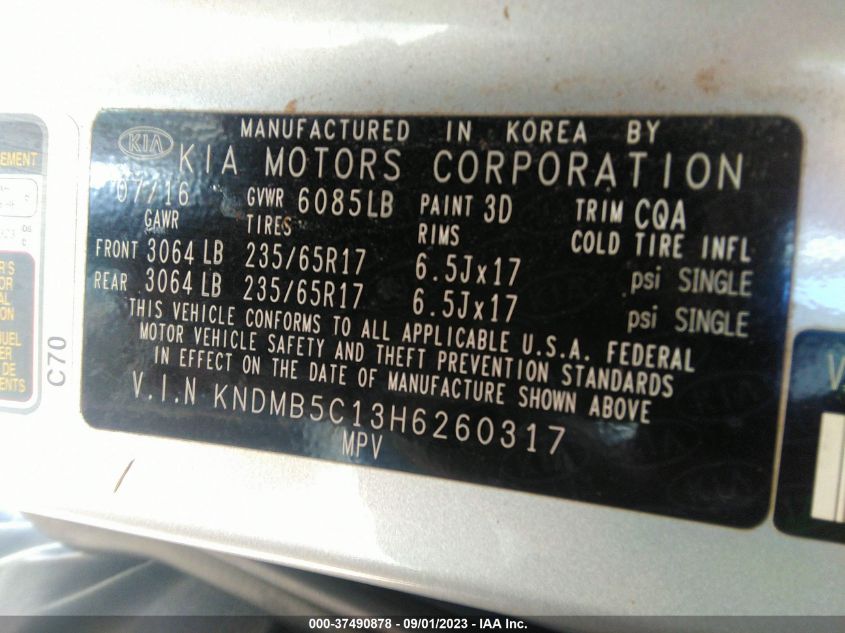 MANUFACTURED IN KOREA BY
KIA KIA MOTORS CORPORATION
07/16 GVWR 6085LB PAINT 3D TRIM CQA
GAWR TIRES RIMS COLD TIRE INFL
FRONT 3064 LB 235/65R17 6.5Jx17 psi SINGLE
REAR 3064 LB 235/65R17 6.5Jx17 psi SINGLE
THIS VEHICLE CONFORMS TO ALL APPLICABLE U.S.A. FEDERAL
MOTOR VEHICLE SAFETY AND THEFT PREVENTION STANDARDS
IN EFFECT ON THE DATE OF MANUFACTURE SHOWN ABOVE
V.I.N KNDMB5C13H6260317
MPV
C70
000-37490878 - 09/01/2023 - IAA Inc.